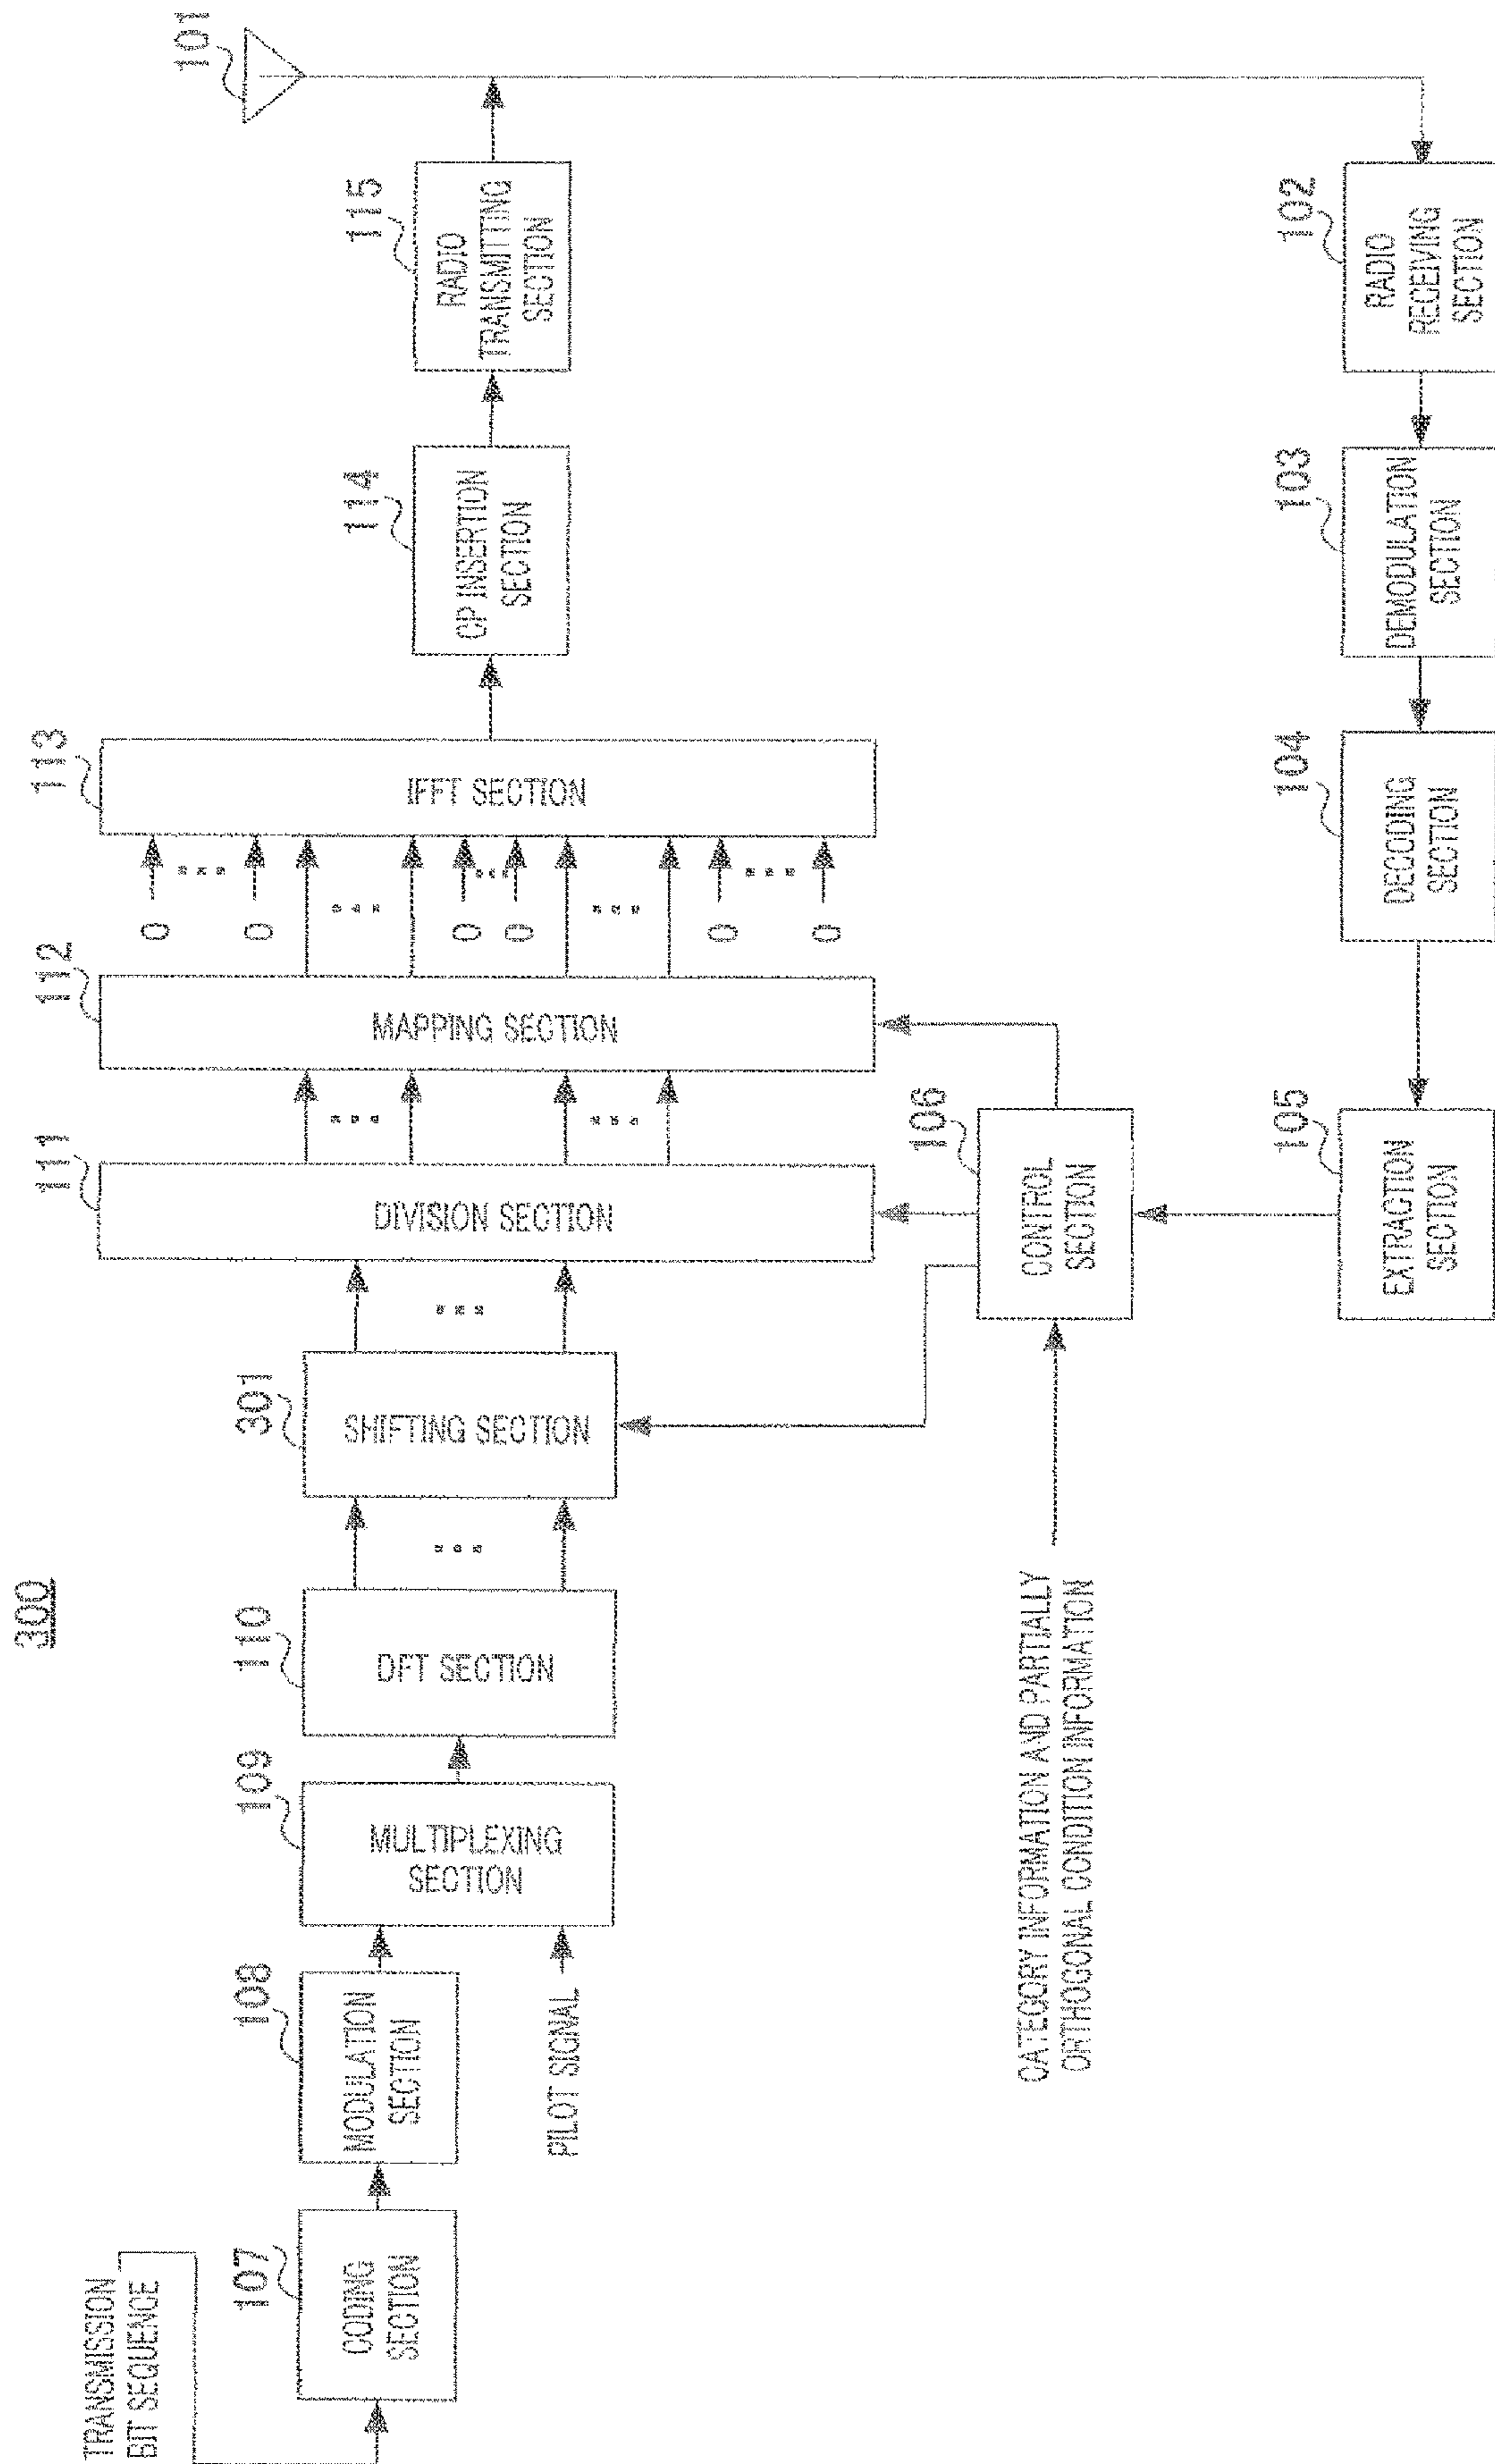 300
TRANSMISSION
BIT SEQUENCE
107
CODING
SECTION
108
MODULATION
SECTION
PILOT SIGNAL
109
MULTIPLEXING
SECTION
110
DFT SECTION
301
SHIFTING SECTION
111
DIVISION SECTION
112
MAPPING SECTION
0
0
0
0
0
0
113
IFFT SECTION
114
CP INSERTION
SECTION
115
RADIO
TRANSMITTING
SECTION
101
CATEGORY INFORMATION AND PARTIALLY
ORTHOGONAL CONDITION INFORMATION
106
CONTROL
SECTION
105
EXTRACTION
SECTION
104
DECODING
SECTION
103
DEMODULATION
SECTION
102
RADIO
RECEIVING
SECTION